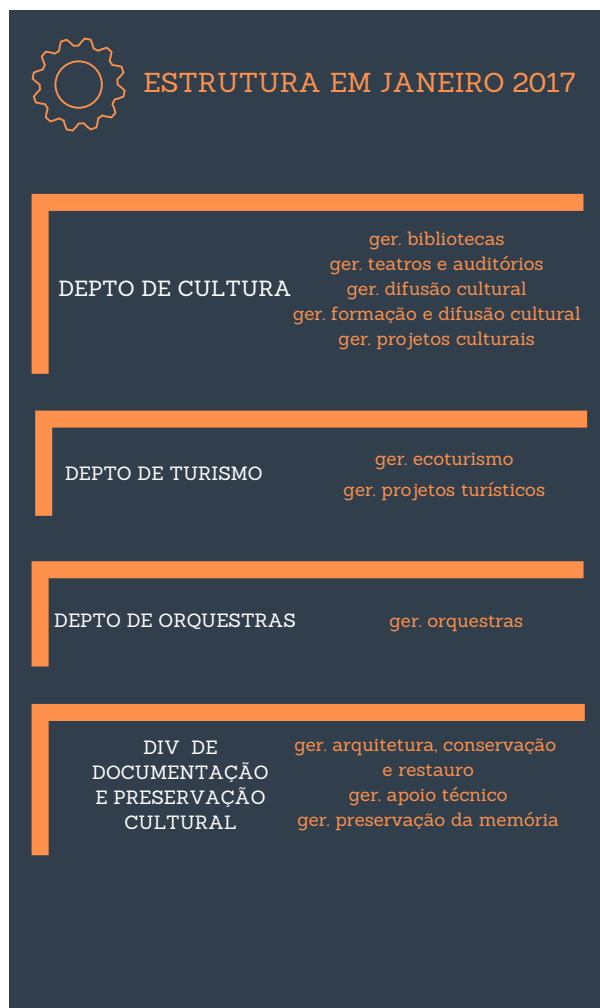 ESTRUTURA EM JANEIRO 2017
DEPTO DE CULTURA
ger. bibliotecas
ger. teatros e auditórios
ger. difusão cultural
ger. formação e difusão cultural
ger. projetos culturais
DEPTO DE TURISMO
ger. ecoturismo
ger. projetos turísticos
DEPTO DE ORQUESTRAS
ger. orquestras
DIV DE
DOCUMENTAÇÃO
E PRESERVAÇÃO
CULTURAL
ger. arquitetura, conservação
e restauro
ger. apoio técnico
ger. preservação da memória